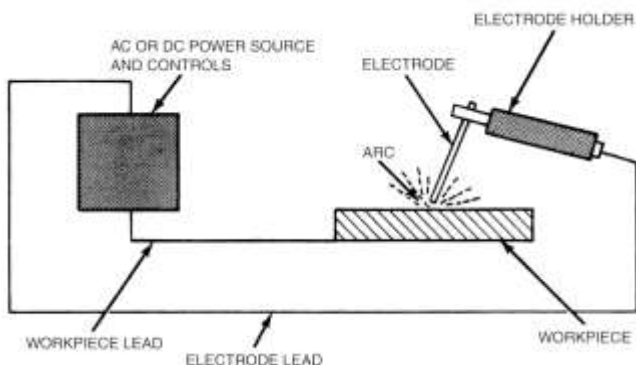 ELECTRODE HOLDER
AC OR DC POWER SOURCE
AND CONTROLS
ELECTRODE
ARC
WORKPIECE LEAD
ELECTRODE LEAD
WORKPIECE